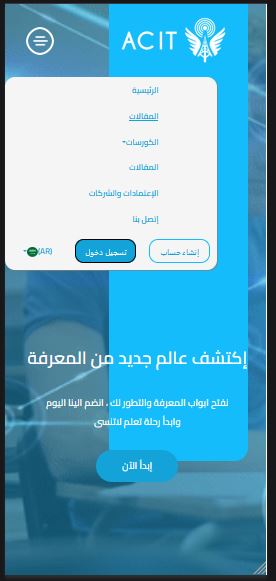 ACIT
الرئيسية
المقالات
الكورسات
المقالات
الإعتمادات والشركات
إتصل بنا
إنشاء حساب
تسجيل دخول
(AR)
إكتشف عالم جديد من المعرفة
نفتح ابواب المعرفة والتطور لك ، انضم الينا اليوم
وابدأ رحلة تعلم لاتنسى
إبدأ الآن